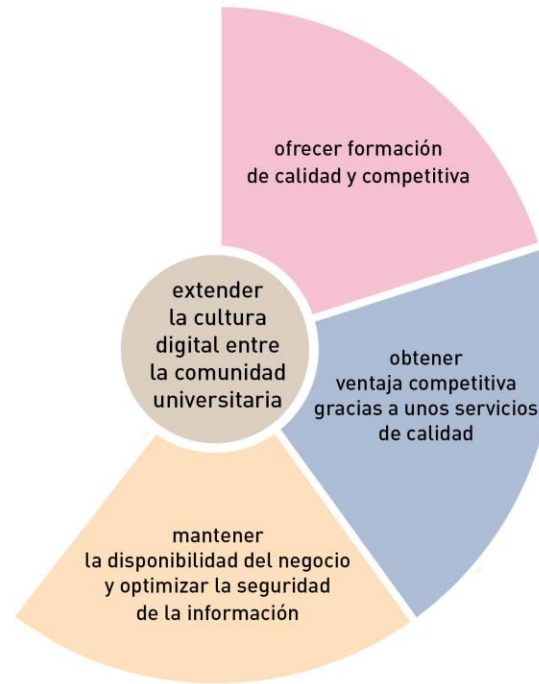 ofrecer formación
de calidad y competitiva
extender
la cultura
digital entre
la comunidad
universitaria
obtener
ventaja competitiva
gracias a unos servicios
de calidad
mantener
la disponibilidad del negocio
y optimizar la seguridad
de la información